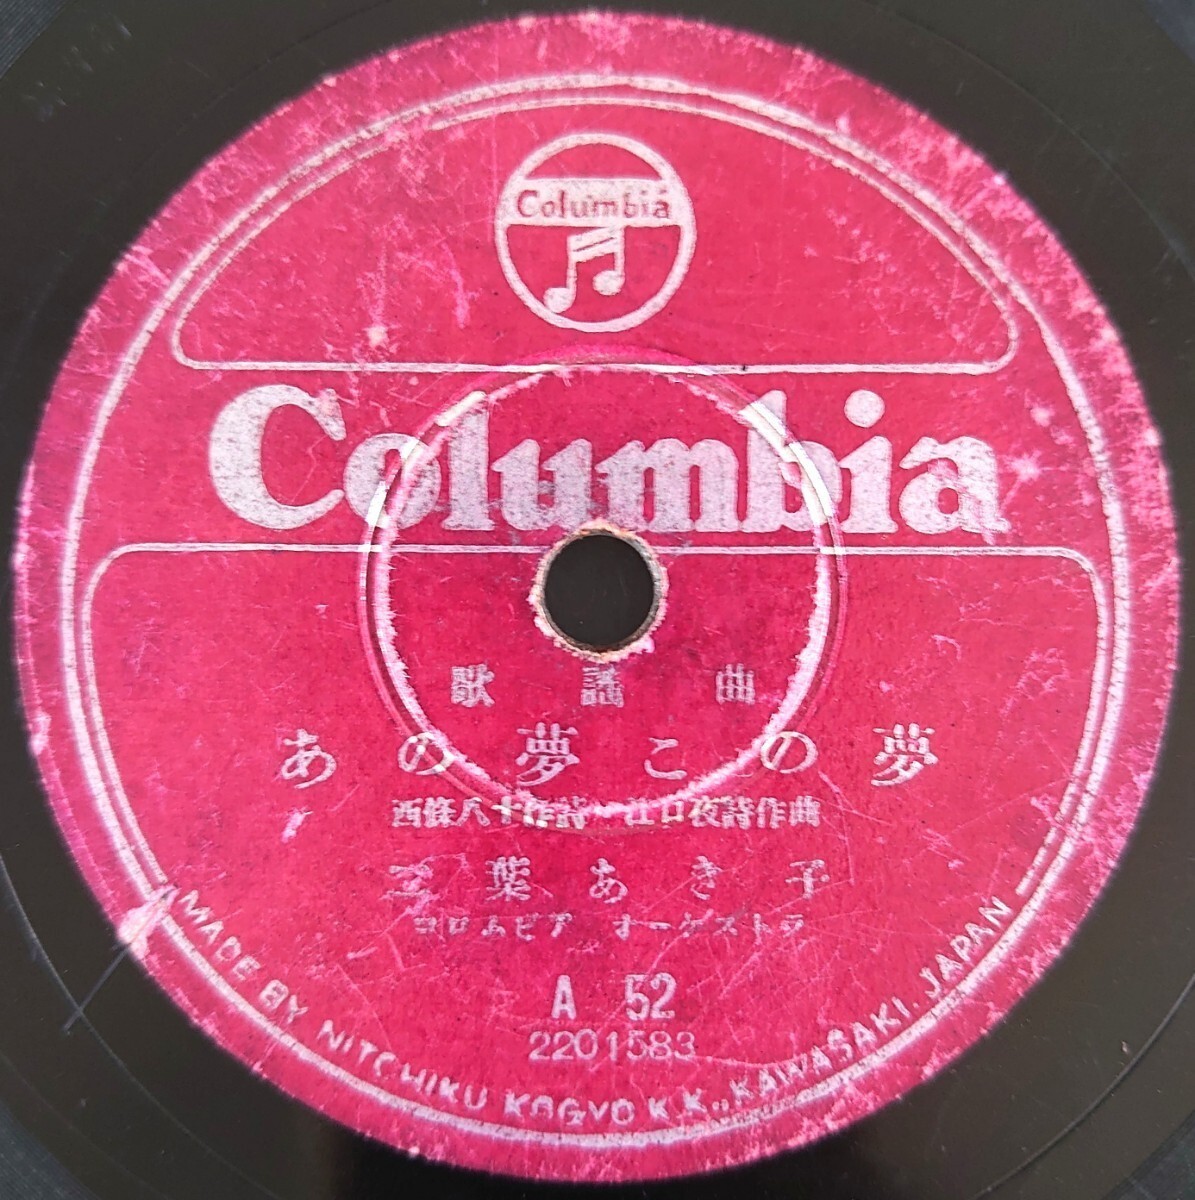 Columbia
Columbia
歌謡曲
あの夢この夢
西條八十作詩 江口夜詩作曲
二葉あき子
コロムビア オーケストラ
A 52
2201583
MADE BY NITCHIKU KOGYO K.K., KAWASAKI, JAPAN